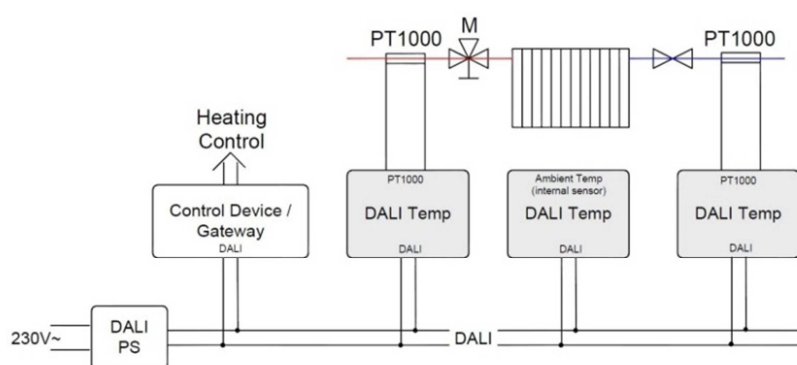 PT1000
M
PT1000
Heating
Control
Control Device /
Gateway
DALI
PT1000
DALI Temp
DALI
Ambient Temp
(internal sensor)
DALI Temp
DALI
PT1000
DALI Temp
DALI
230V~
DALI
PS
DALI